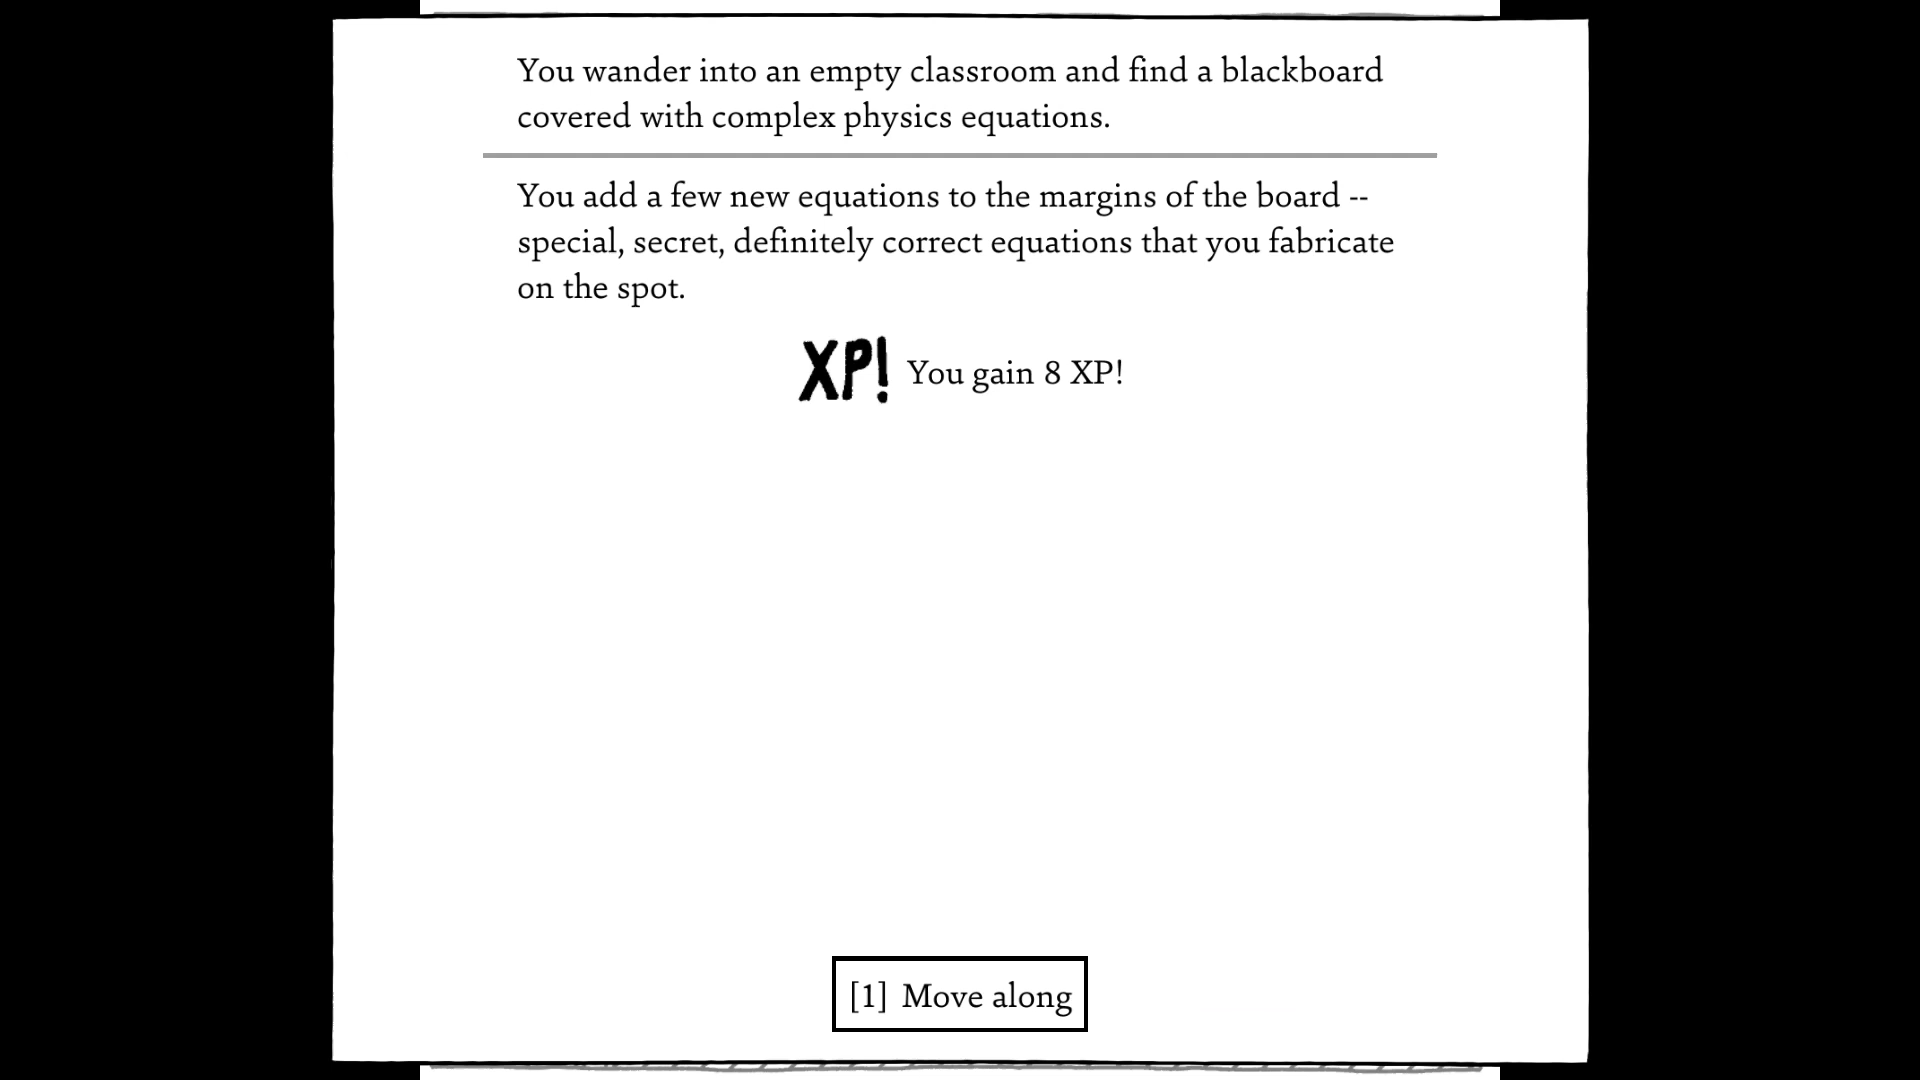 You wander into an empty classroom and find a blackboard
covered with complex physics equations.
You add a few new equations to the margins of the board --
special, secret, definitely correct equations that you fabricate
on the spot.
XP! You gain 8 XP!
[1] Move along